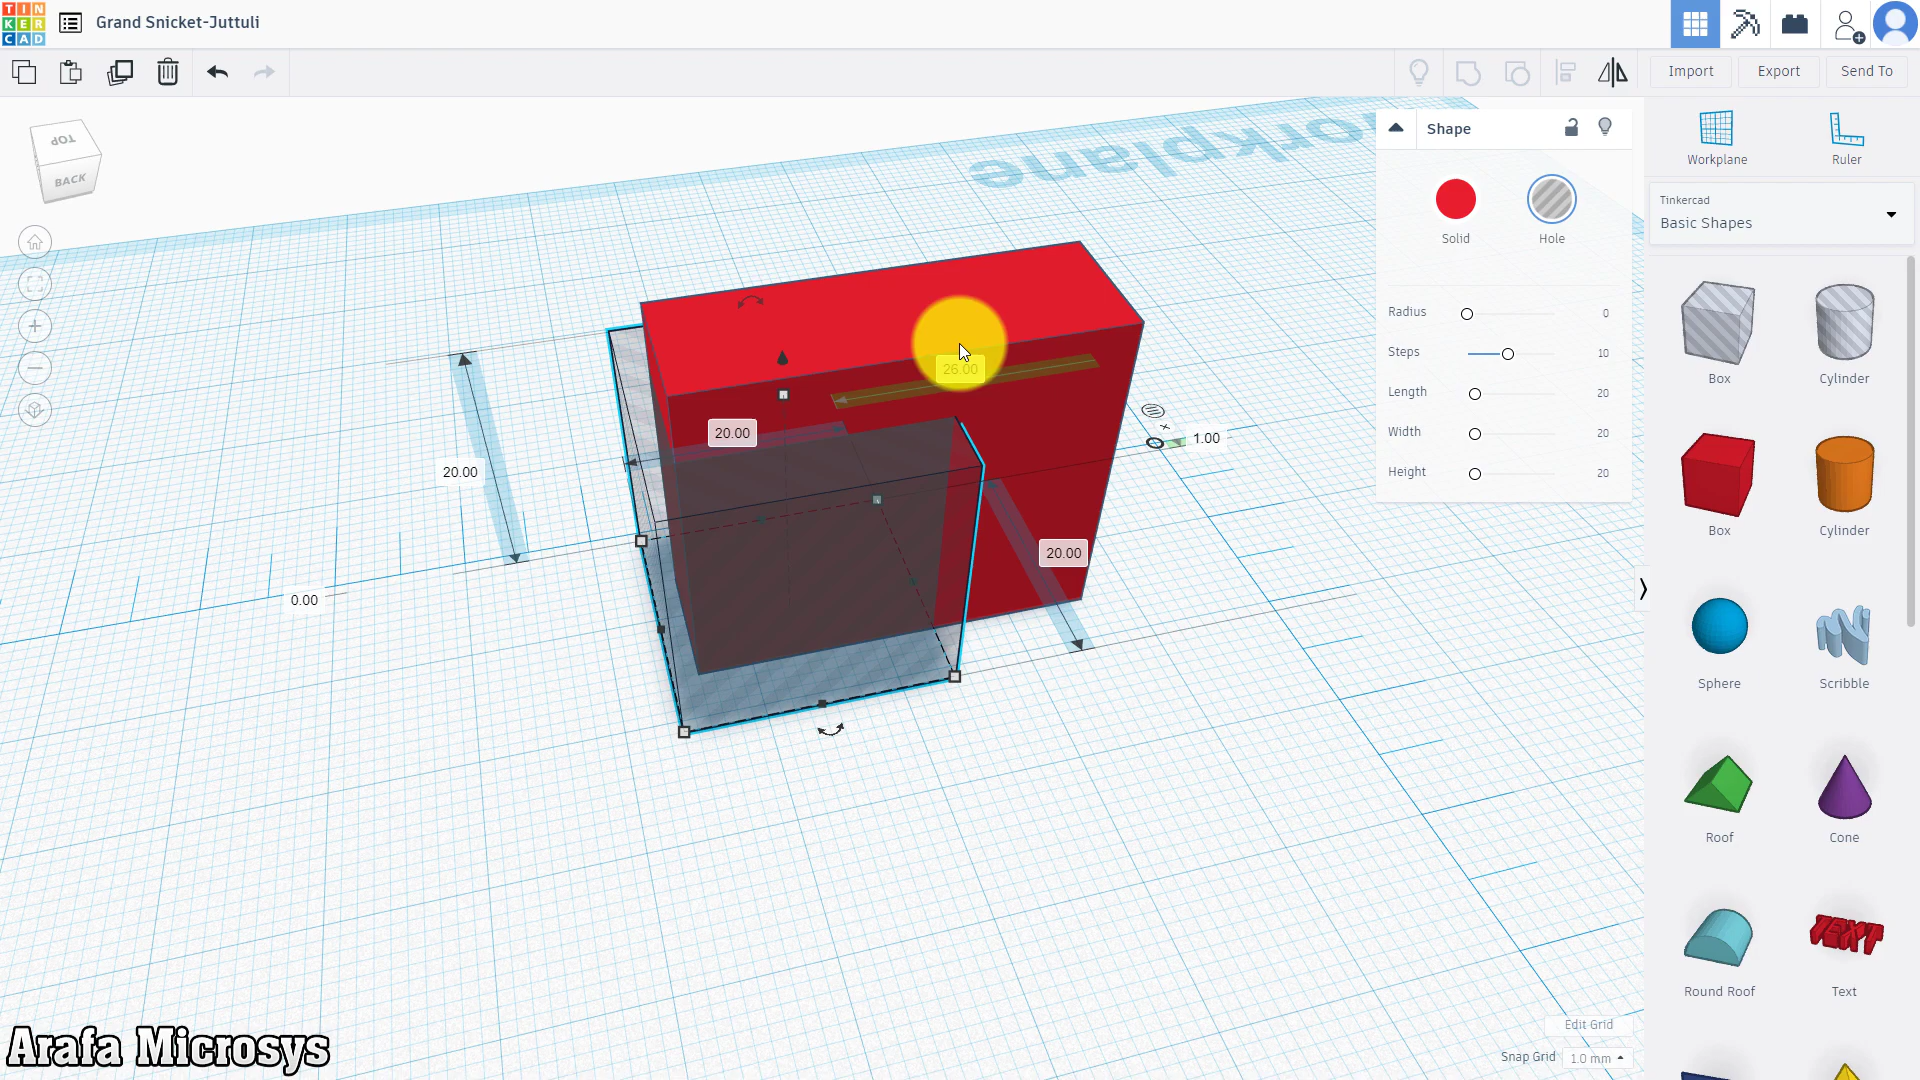 TIN
KER
CAD
Grand Snicket-Juttuli
Import
Export
Send To
TOP
BACK
workplane
Shape
Solid
Hole
Radius
0
Steps
10
Length
20
Width
20
Height
20
Workplane
Ruler
Tinkercad
Basic Shapes
Box
Cylinder
Box
Cylinder
Sphere
Scribble
Roof
Cone
Round Roof
TEXT
Text
26.00
20.00
20.00
1.00
20.00
0.00
Edit Grid
Snap Grid 1.0 mm
Arafa Microsys